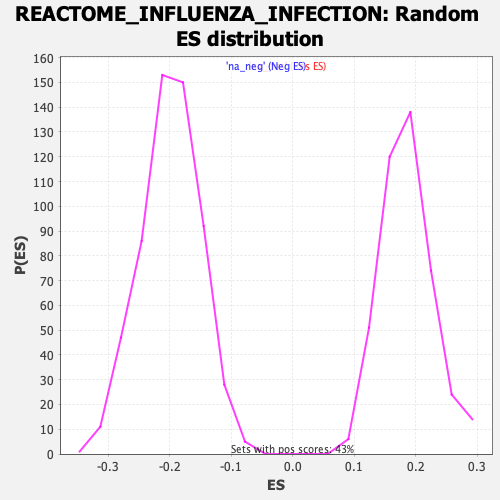 REACTOME_INFLUENZA_INFECTION: Random
ES distribution
'na_neg' (Neg ES)s ES)
160
150
140
130
120
110
100
90
80
70
60
50
40
30
20
10
0
P(ES)
Sets with pos scores: 43%
-0.3 -0.2 -0.1 0.0 0.1 0.2 0.3
ES